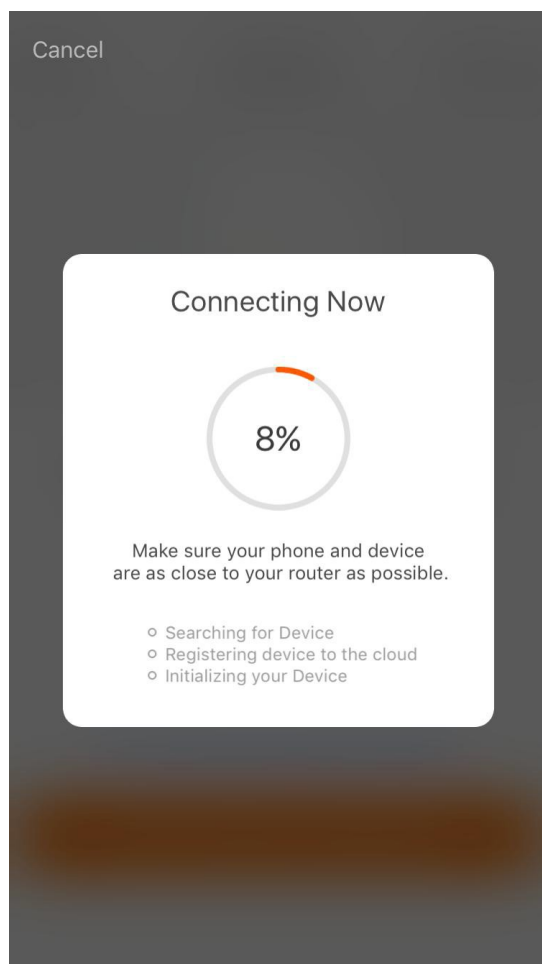 Cancel
Connecting Now
8%
Make sure your phone and device
are as close to your router as possible.
Searching for Device
Registering device to the cloud
Initializing your Device